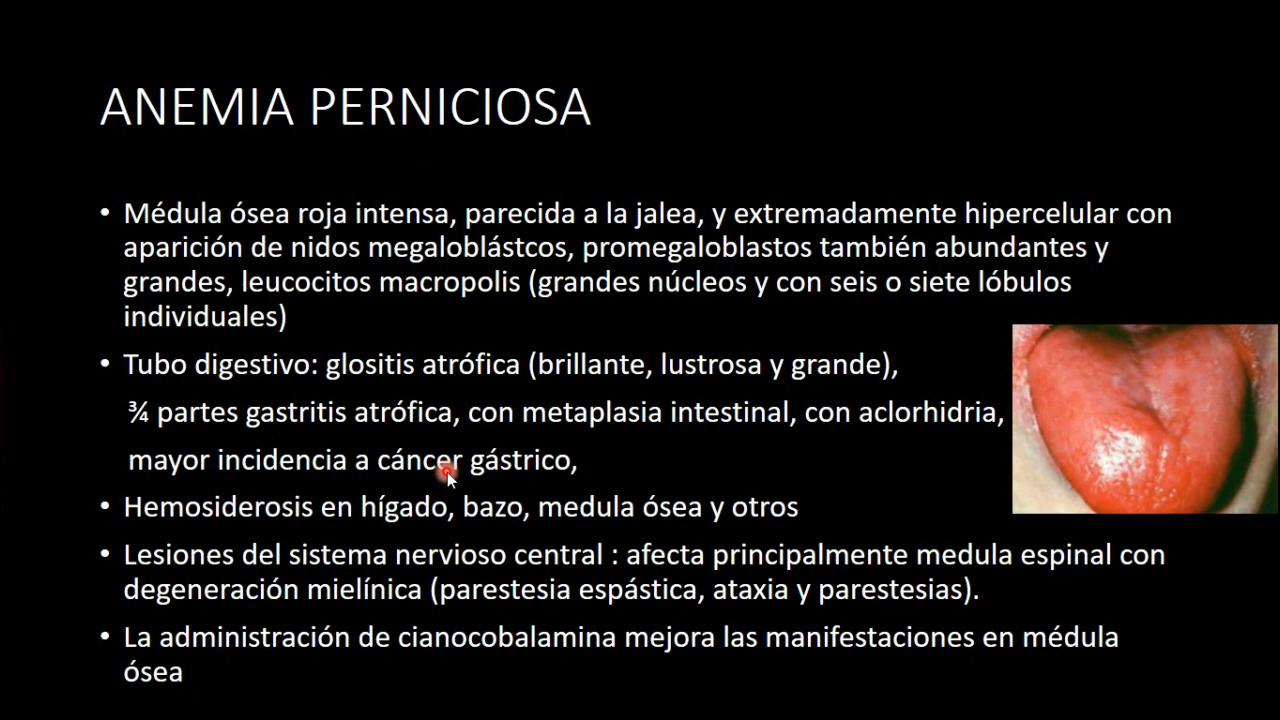 ANEMIA PERNICIOSA
• Médula ósea roja intensa, parecida a la jalea, y extremadamente hipercelular con
aparición de nidos megaloblástcos, promegaloblastos también abundantes y
grandes, leucocitos macropolis (grandes núcleos y con seis o siete lóbulos
individuales)
• Tubo digestivo: glositis atrófica (brillante, lustrosa y grande),
¾ partes gastritis atrófica, con metaplasia intestinal, con aclorhidria,
mayor incidencia a cáncer gástrico,
• Hemosiderosis en hígado, bazo, medula ósea y otros
• Lesiones del sistema nervioso central : afecta principalmente medula espinal con
degeneración mielínica (parestesia espástica, ataxia y parestesias).
• La administración de cianocobalamina mejora las manifestaciones en médula
ósea